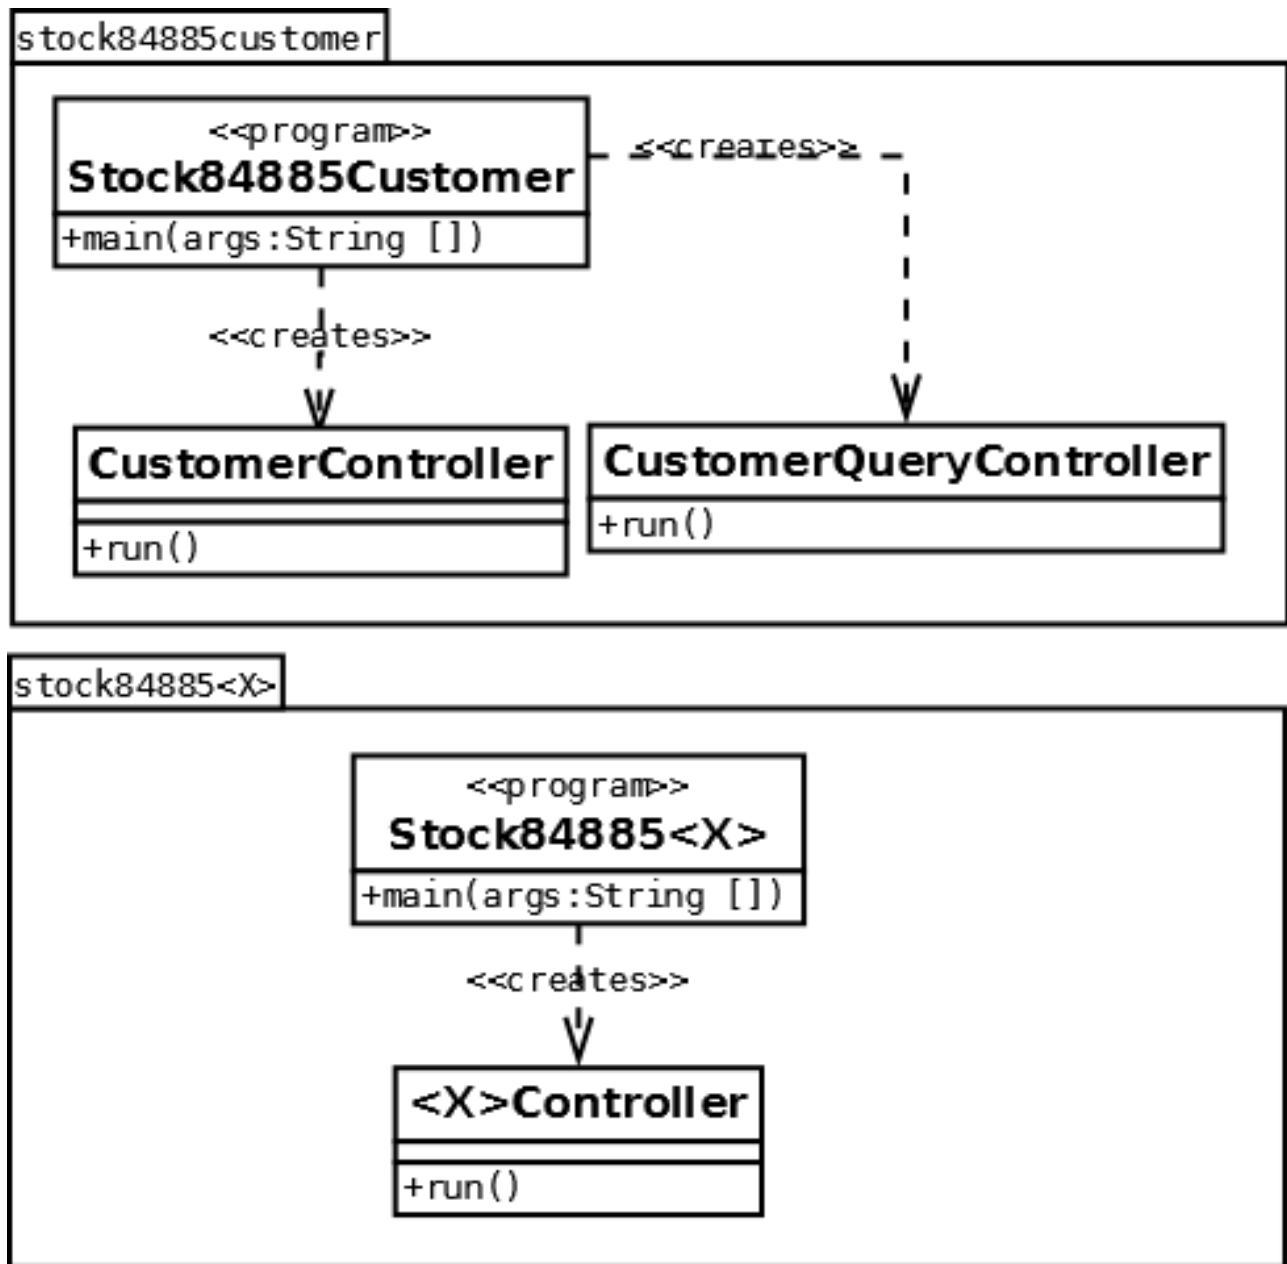 stock84885customer
<<program>>
Stock84885Customer
<<creates>>
+main(args:String [])
<<creates>>
CustomerController
CustomerQueryController
+run()
+run()
stock84885<X>
<<program>>
Stock84885<X>
+main(args:String [])
<<creates>>
<X>Controller
+run()